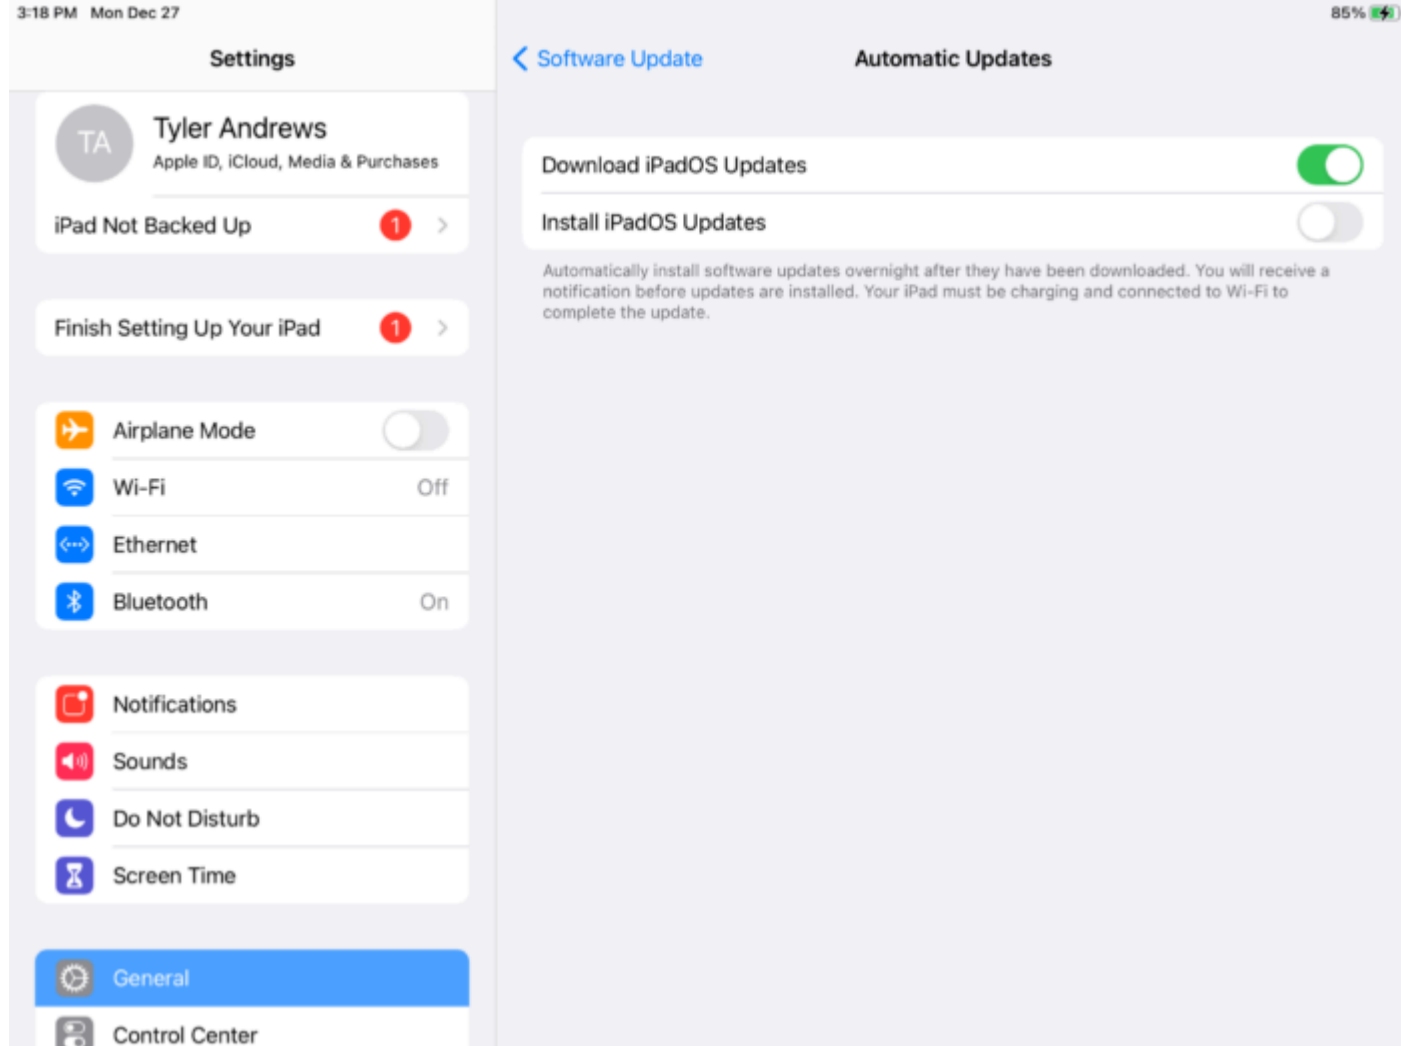 3:18 PM Mon Dec 27
85%
Settings
TA
Tyler Andrews
Apple ID, iCloud, Media & Purchases
iPad Not Backed Up 1
Finish Setting Up Your iPad 1
Airplane Mode
Wi-Fi Off
Ethernet
Bluetooth On
Notifications
Sounds
Do Not Disturb
Screen Time
General
Control Center
Software Update
Automatic Updates
Download iPadOS Updates
Install iPadOS Updates
Automatically install software updates overnight after they have been downloaded. You will receive a
notification before updates are installed. Your iPad must be charging and connected to Wi-Fi to
complete the update.